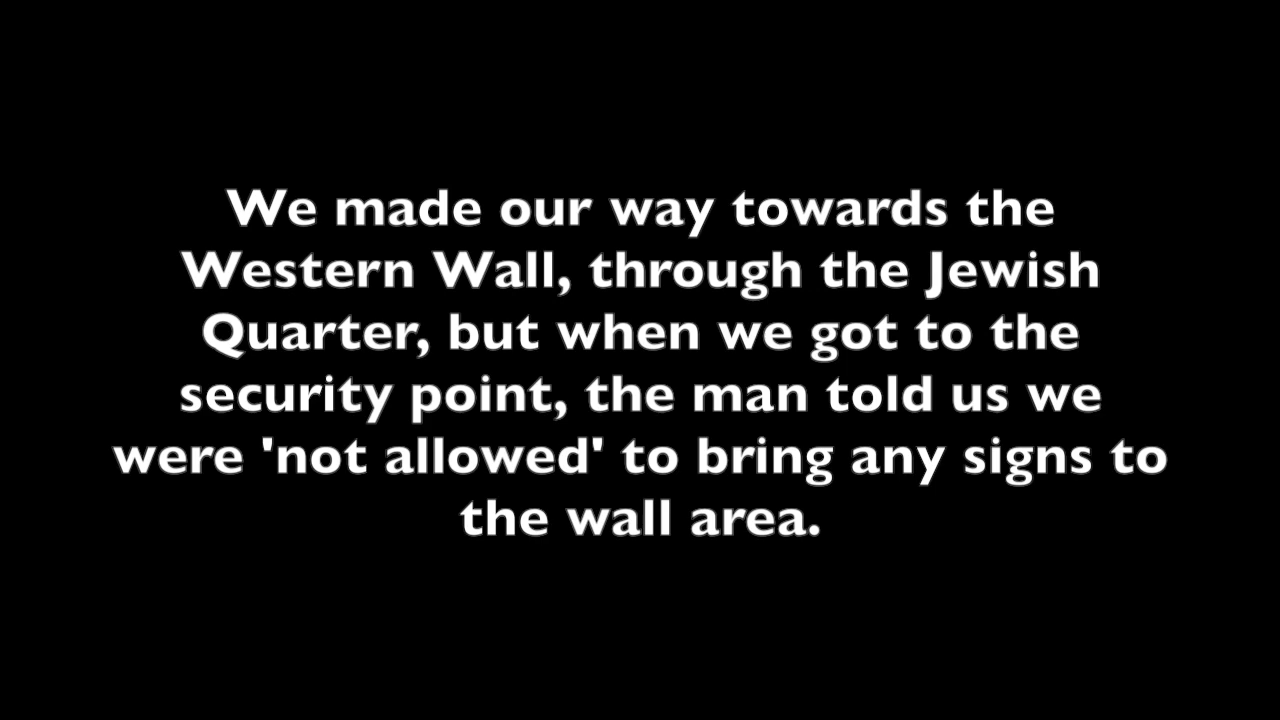 We made our way towards the
Western Wall, through the Jewish
Quarter, but when we got to the
security point, the man told us we
were 'not allowed' to bring any signs to
the wall area.